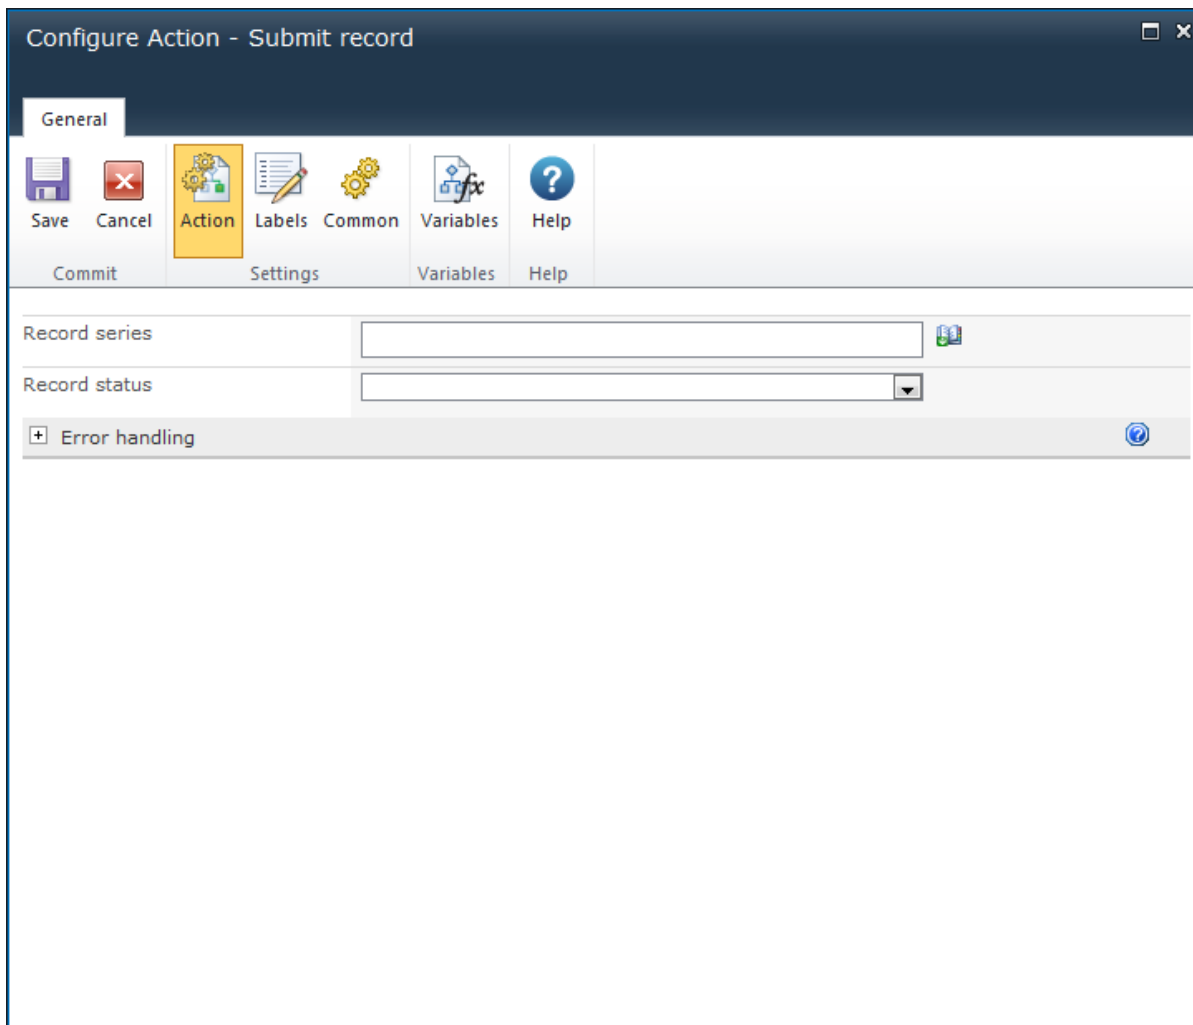 Configure Action - Submit record
General
Save Cancel Action Labels Common Variables Help
Commit Settings Variables Help
Record series
Record status
Error handling